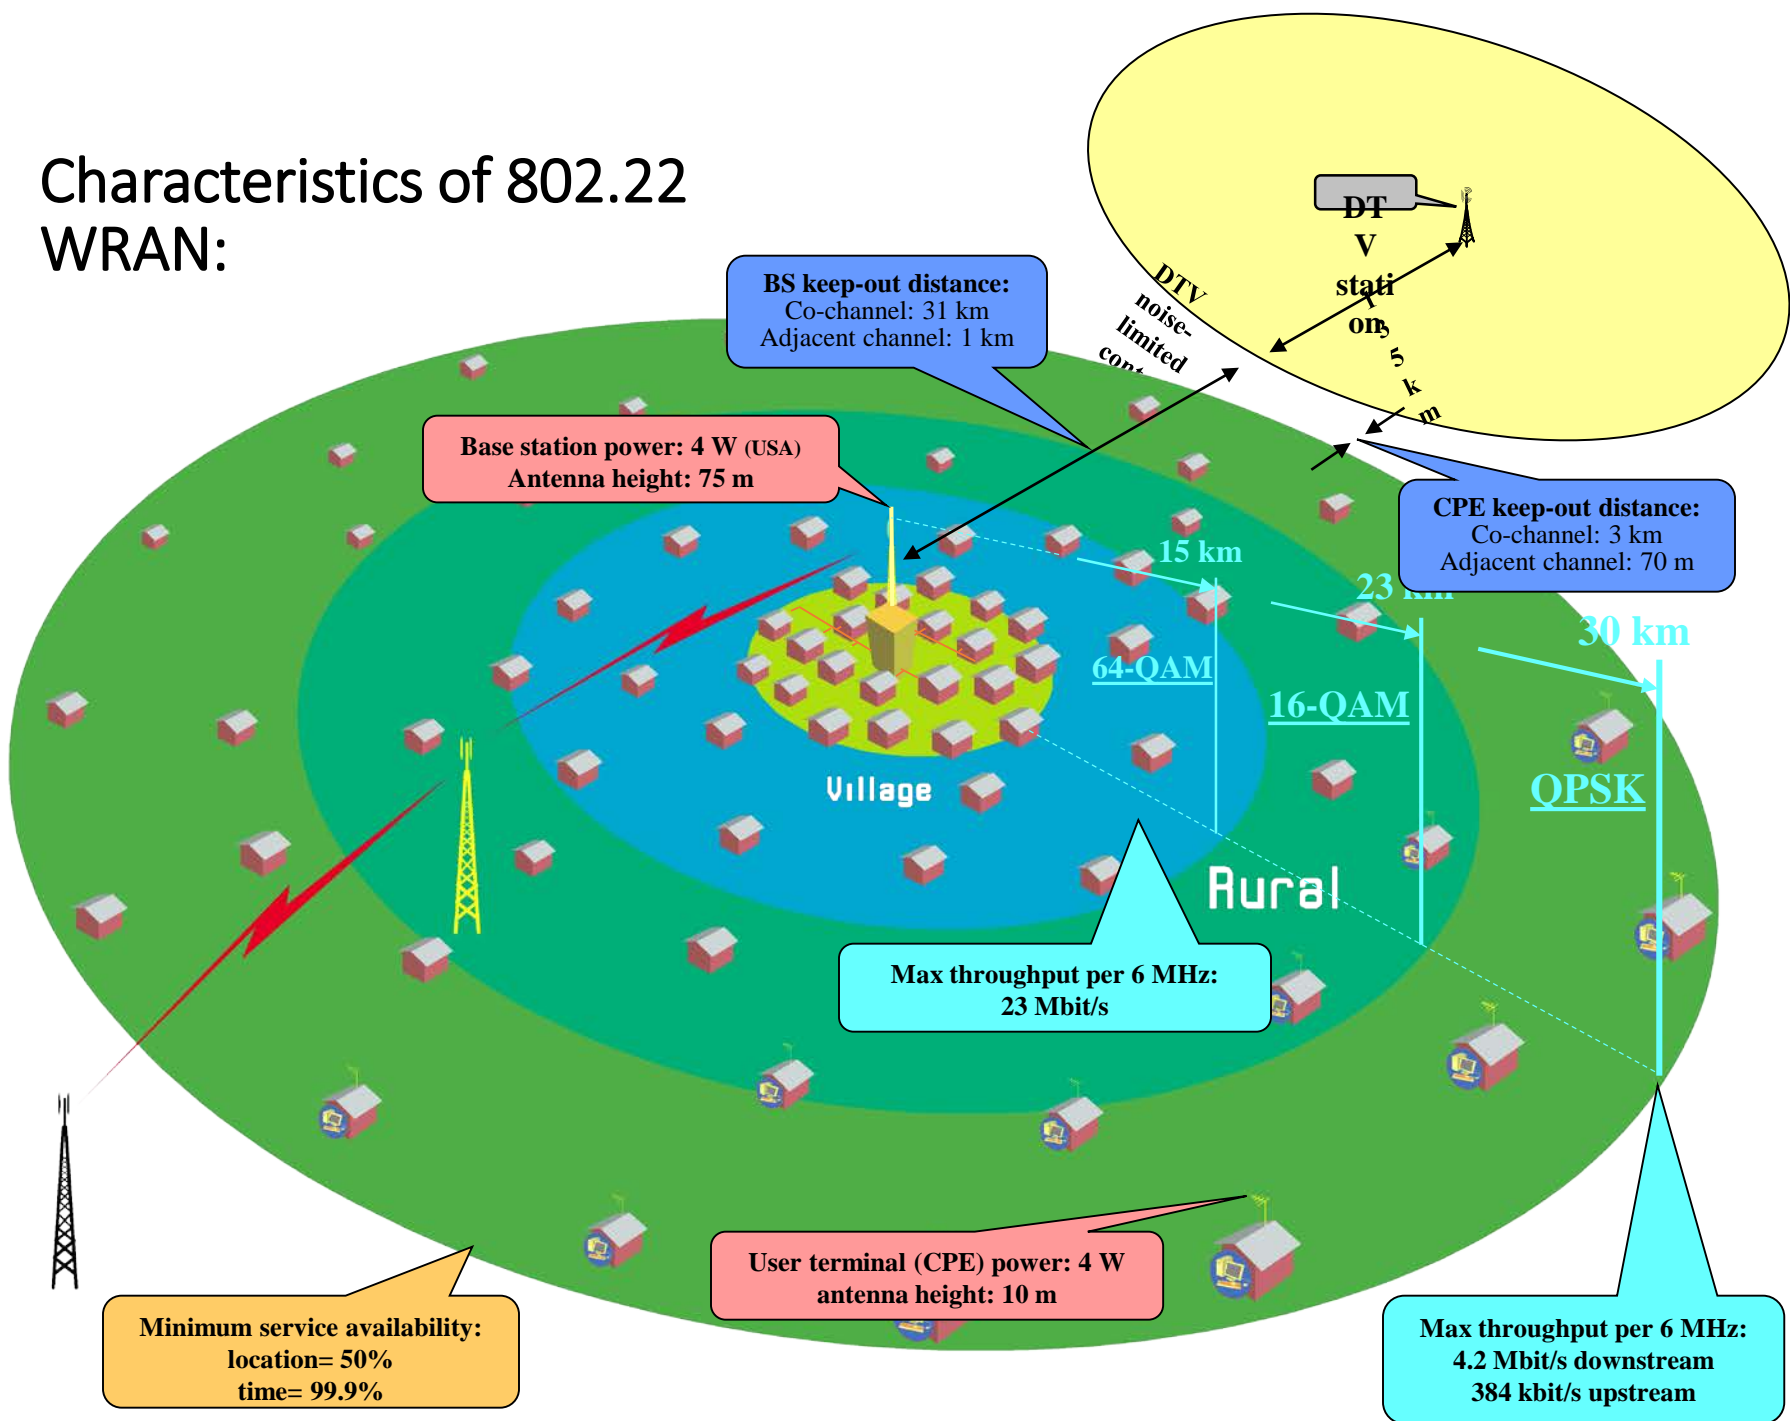 Characteristics of 802.22
WRAN:
DT
V
stati
on
135 km
DTV
noise-
limited
BS keep-out distance:
Co-channel: 31 km
Adjacent channel: 1 km
Base station power: 4 W (USA)
Antenna height: 75 m
CPE keep-out distance:
Co-channel: 3 km
Adjacent channel: 70 m
15 km
23 km
30 km
64-QAM
16-QAM
QPSK
Village
Rural
Max throughput per 6 MHz:
23 Mbit/s
User terminal (CPE) power: 4 W
antenna height: 10 m
Minimum service availability:
location= 50%
time= 99.9%
Max throughput per 6 MHz:
4.2 Mbit/s downstream
384 kbit/s upstream